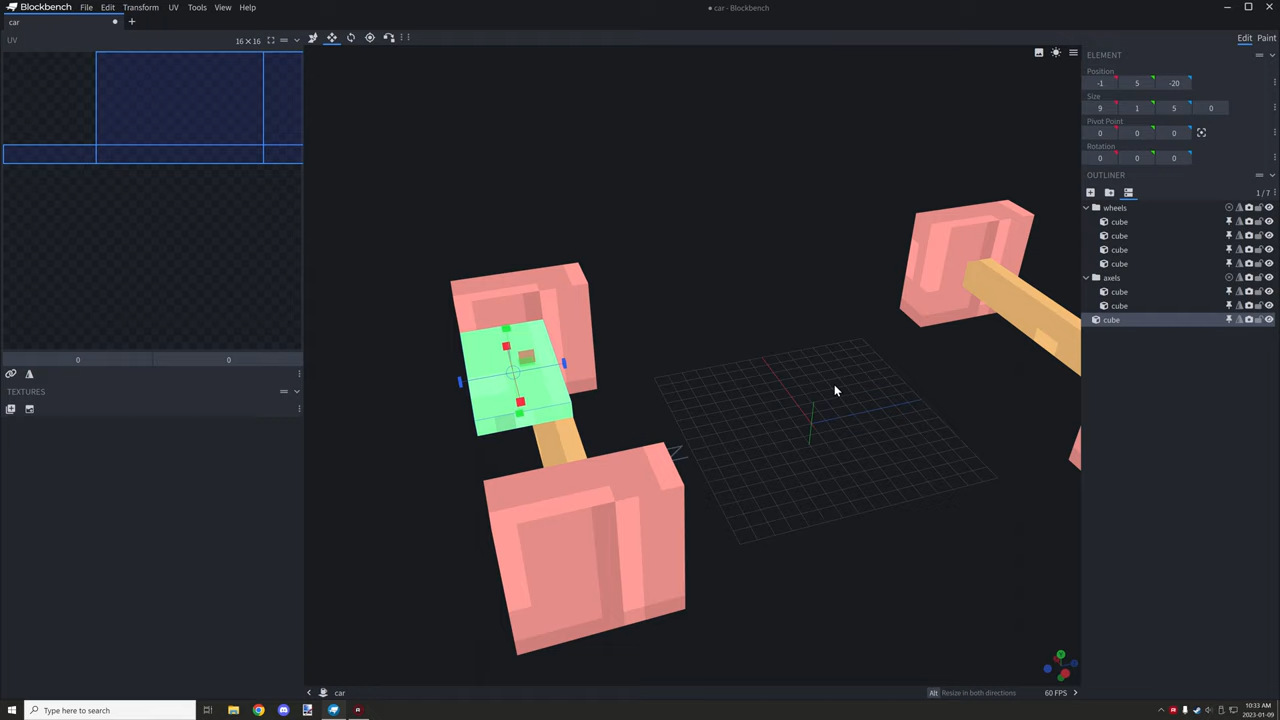 Blockbench File Edit Transform UV Tools View Help
car - Blockbench
car
UV
16×16
Edit Paint
ELEMENT
Position
-1 5 -20
Size
9 1 5 0
Pivot Point
0 0 0
Rotation
0 0 0
OUTLINER
1/7
wheels
cube
cube
cube
cube
axels
cube
cube
cube
0 0
TEXTURES
car
Alt Resize in both directions 60 FPS
Type here to search
10:33 AM
2023-01-09